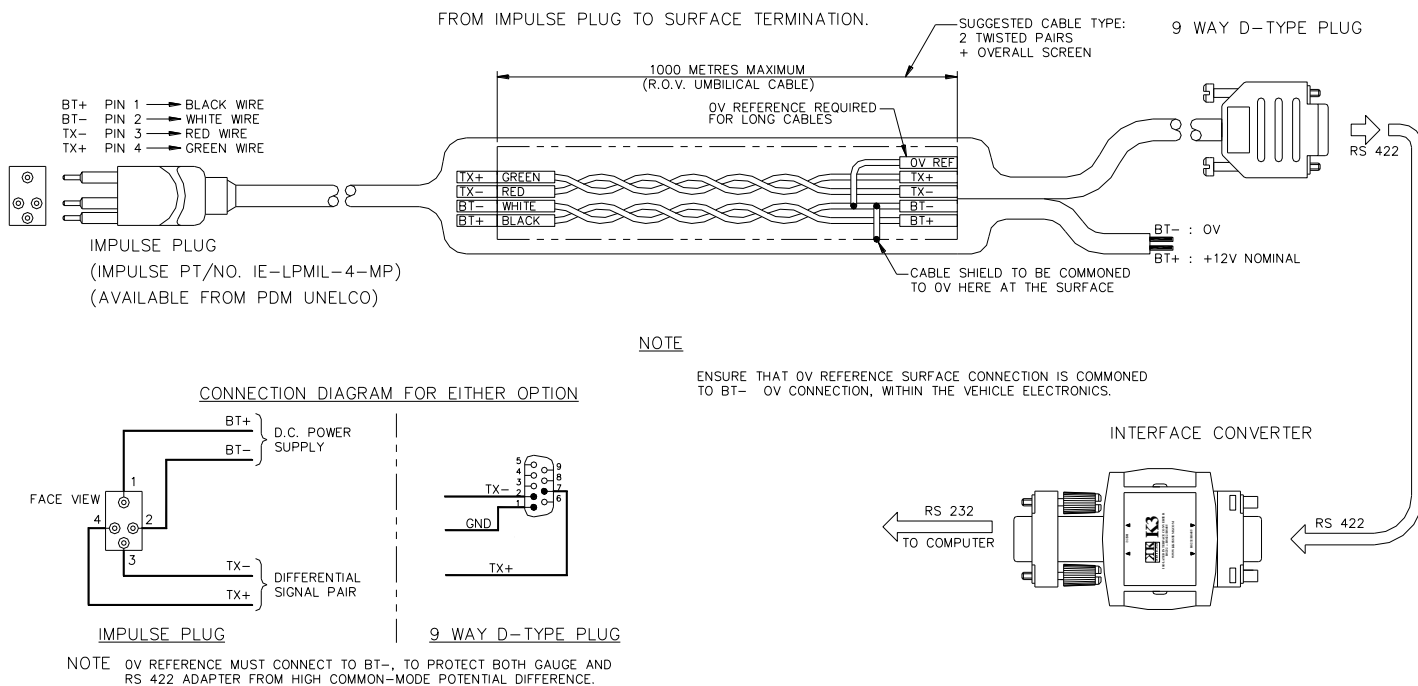 FROM IMPULSE PLUG TO SURFACE TERMINATION.
SUGGESTED CABLE TYPE:
2 TWISTED PAIRS
+ OVERALL SCREEN
9 WAY D-TYPE PLUG
1000 METRES MAXIMUM
(R.O.V. UMBILICAL CABLE)
0V REFERENCE REQUIRED
FOR LONG CABLES
BT+ PIN 1 BLACK WIRE
BT- PIN 2 WHITE WIRE
TX- PIN 3 RED WIRE
TX+ PIN 4 GREEN WIRE
RS 422
0V REF
TX+ GREEN TX+
TX- RED TX-
BT- WHITE BT-
BT+ BLACK BT+
BT- : 0V
BT+ : +12V NOMINAL
IMPULSE PLUG
(IMPULSE PT/NO. IE-LPMIL-4-MP)
(AVAILABLE FROM PDM UNELCO)
CABLE SHIELD TO BE COMMONED
TO 0V HERE AT THE SURFACE
NOTE
ENSURE THAT 0V REFERENCE SURFACE CONNECTION IS COMMONED
TO BT- 0V CONNECTION, WITHIN THE VEHICLE ELECTRONICS.
CONNECTION DIAGRAM FOR EITHER OPTION
BT+
BT-
D.C. POWER
SUPPLY
FACE VIEW
1
4
2
3
TX-
TX+
DIFFERENTIAL
SIGNAL PAIR
IMPULSE PLUG
5
4
3
2
1
9
8
7
6
TX-
GND
TX+
9 WAY D-TYPE PLUG
INTERFACE CONVERTER
RS 232
TO COMPUTER
K3
RS 422
NOTE 0V REFERENCE MUST CONNECT TO BT-, TO PROTECT BOTH GAUGE AND
RS 422 ADAPTER FROM HIGH COMMON-MODE POTENTIAL DIFFERENCE.